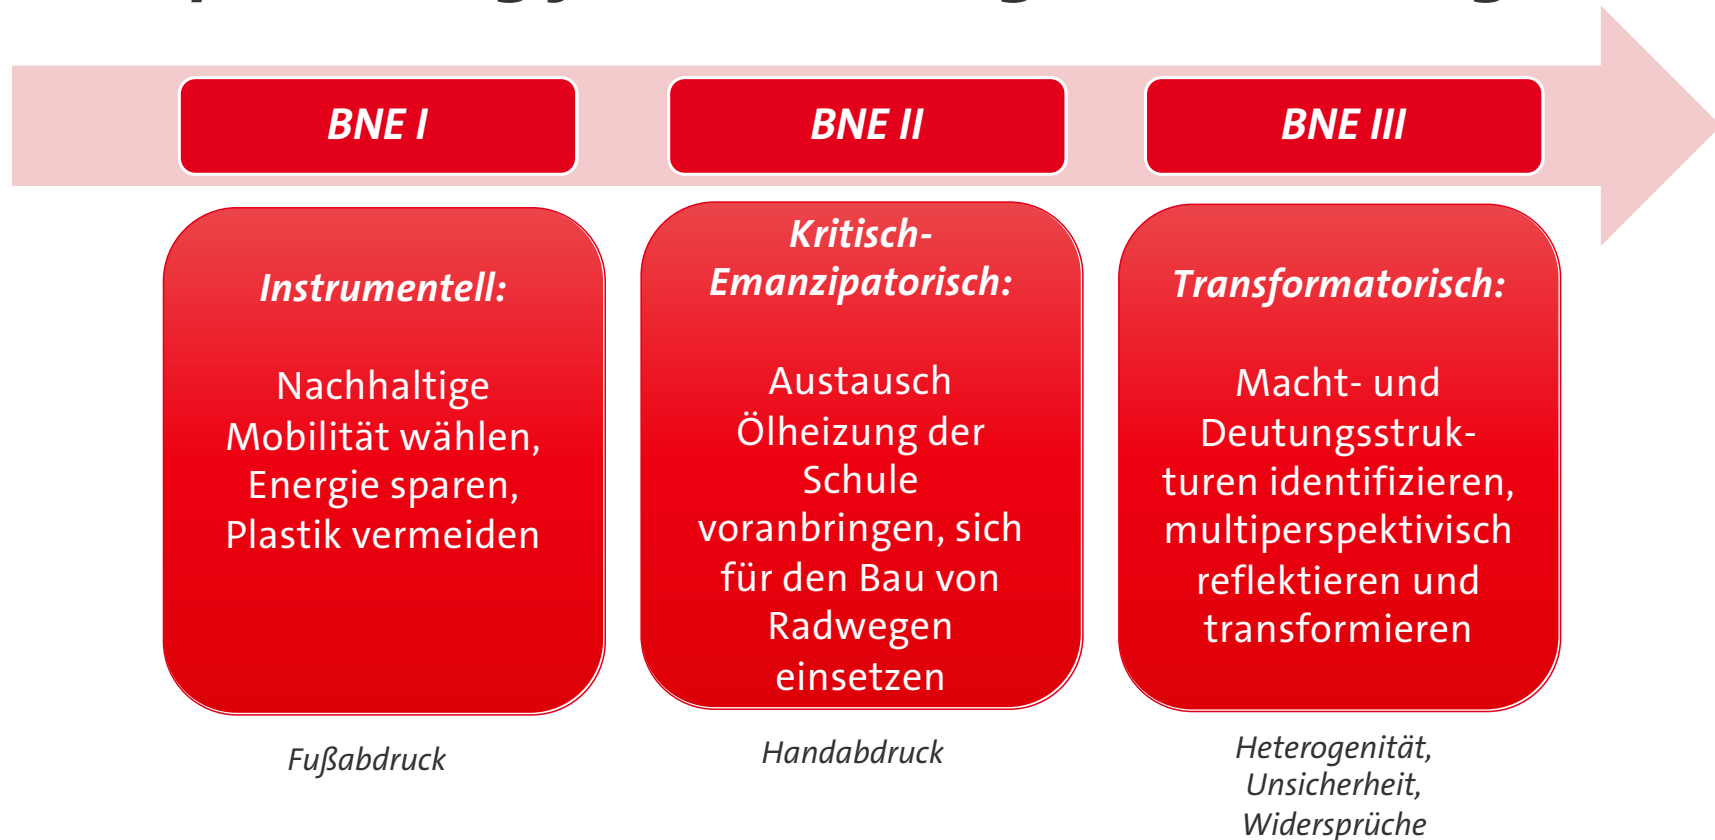 BNE I
BNE II
BNE III
Instrumentell:
Nachhaltige
Mobilität wählen,
Energie sparen,
Plastik vermeiden
Fußabdruck
Kritisch-
Emanzipatorisch:
Austausch
Ölheizung der
Schule
voranbringen, sich
für den Bau von
Radwegen
einsetzen
Handabdruck
Transformatorisch:
Macht- und
Deutungsstruk-
turen identifizieren,
multiperspektivisch
reflektieren und
transformieren
Heterogenität,
Unsicherheit,
Widersprüche